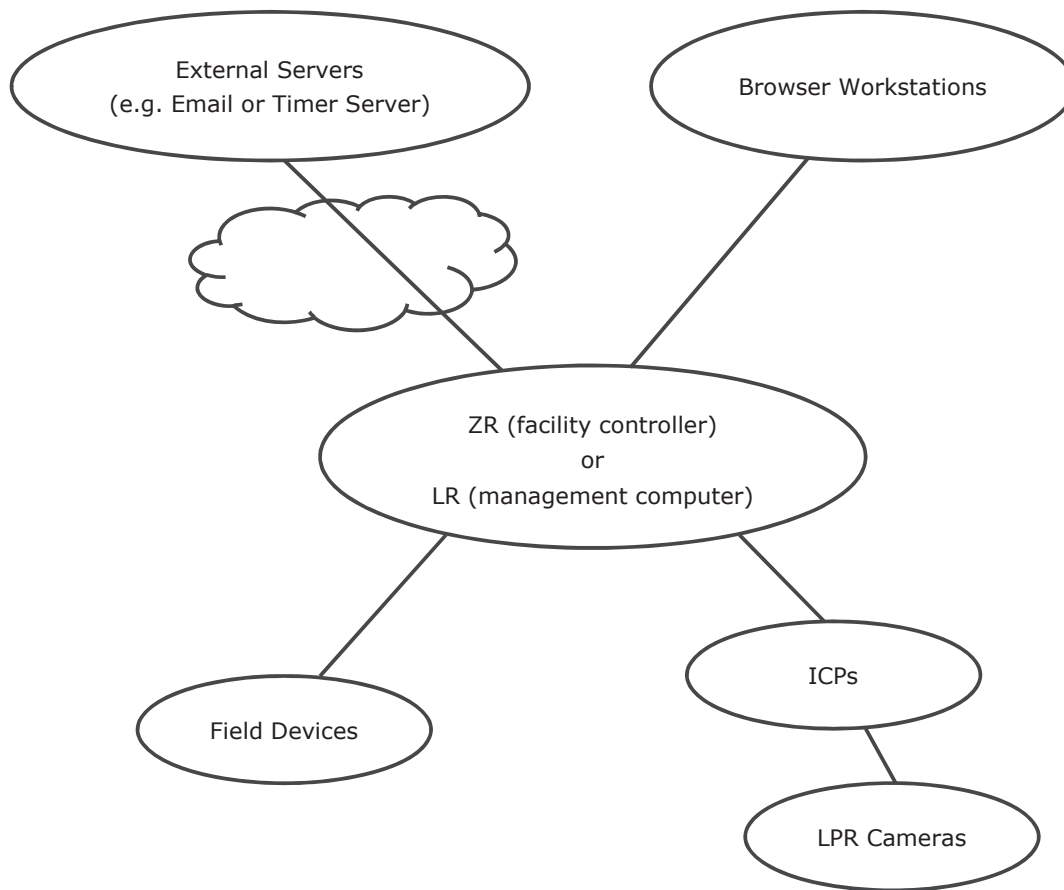 External Servers
(e.g. Email or Timer Server)
Browser Workstations
ZR (facility controller)
or
LR (management computer)
ICPs
Field Devices
LPR Cameras